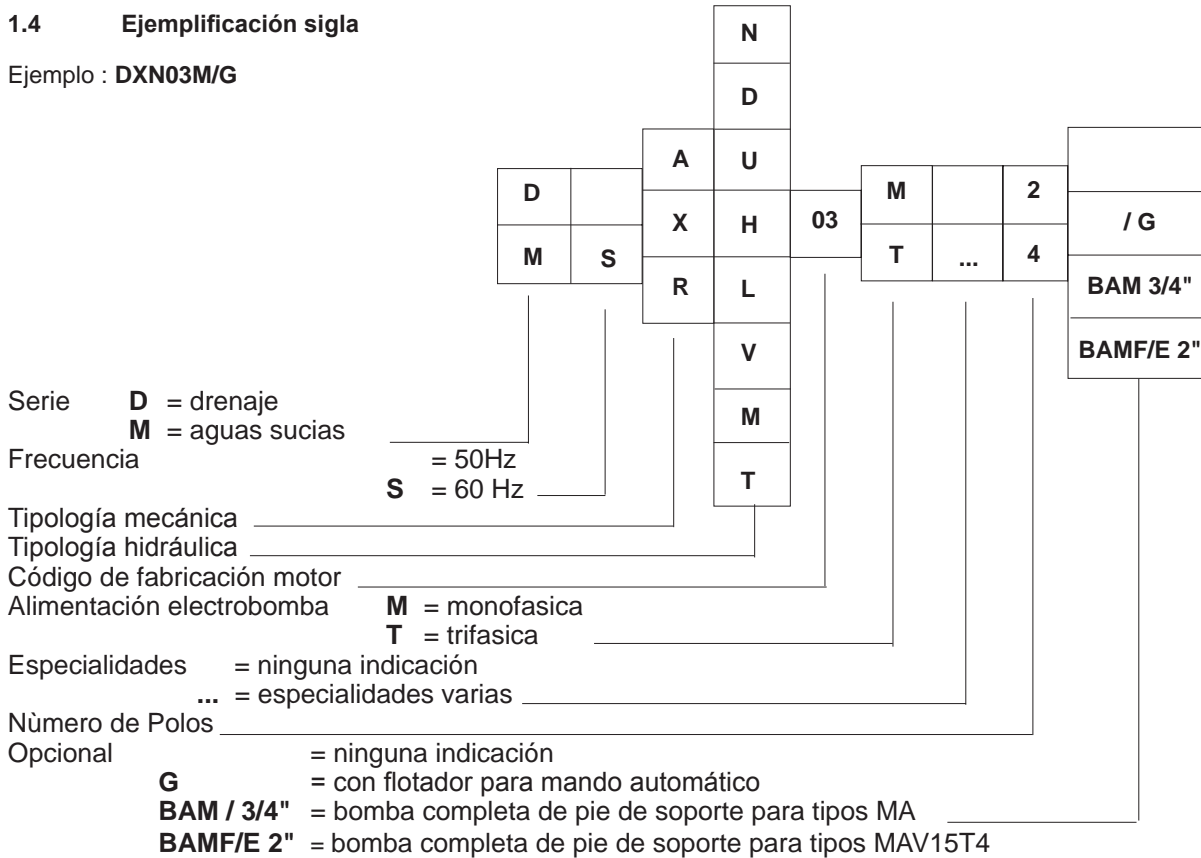 1.4 Ejemplificación sigla
Ejemplo : DXN03M/G
N
D
A U
D M 2
X H 03 / G
M S T ... 4
R L BAM 3/4"
V BAMF/E 2"
M
T
Serie D = drenaje
M = aguas sucias
Frecuencia = 50Hz
S = 60 Hz
Tipología mecánica
Tipología hidráulica
Código de fabricación motor
Alimentación electrobomba M = monofasica
T = trifasica
Especialidades = ninguna indicación
... = especialidades varias
Nùmero de Polos
Opcional = ninguna indicación
G = con flotador para mando automático
BAM / 3/4" = bomba completa de pie de soporte para tipos MA
BAMF/E 2" = bomba completa de pie de soporte para tipos MAV15T4